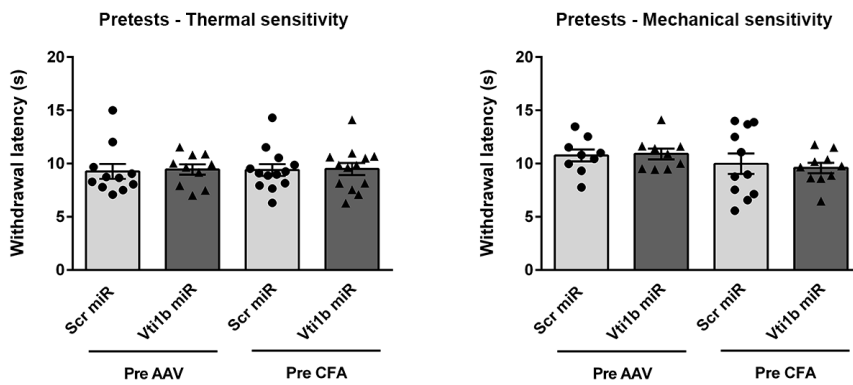 Pretests - Thermal sensitivity
Withdrawal latency (s)
20
15
10
5
0
Scr miR
Vti1b miR
Scr miR
Vti1b miR
Pre AAV
Pre CFA
Pretests - Mechanical sensitivity
Withdrawal latency (s)
20
15
10
5
0
Scr miR
Vti1b miR
Scr miR
Vti1b miR
Pre AAV
Pre CFA